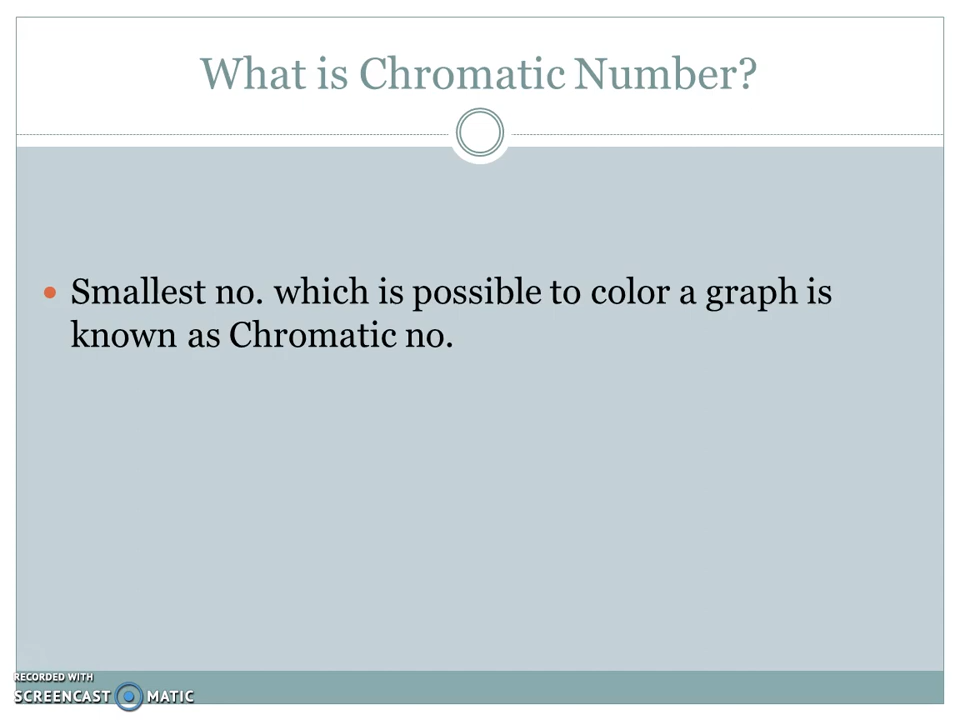 What is Chromatic Number?
Smallest no. which is possible to color a graph is
known as Chromatic no.
RECORDED WITH
SCREENCAST MATIC